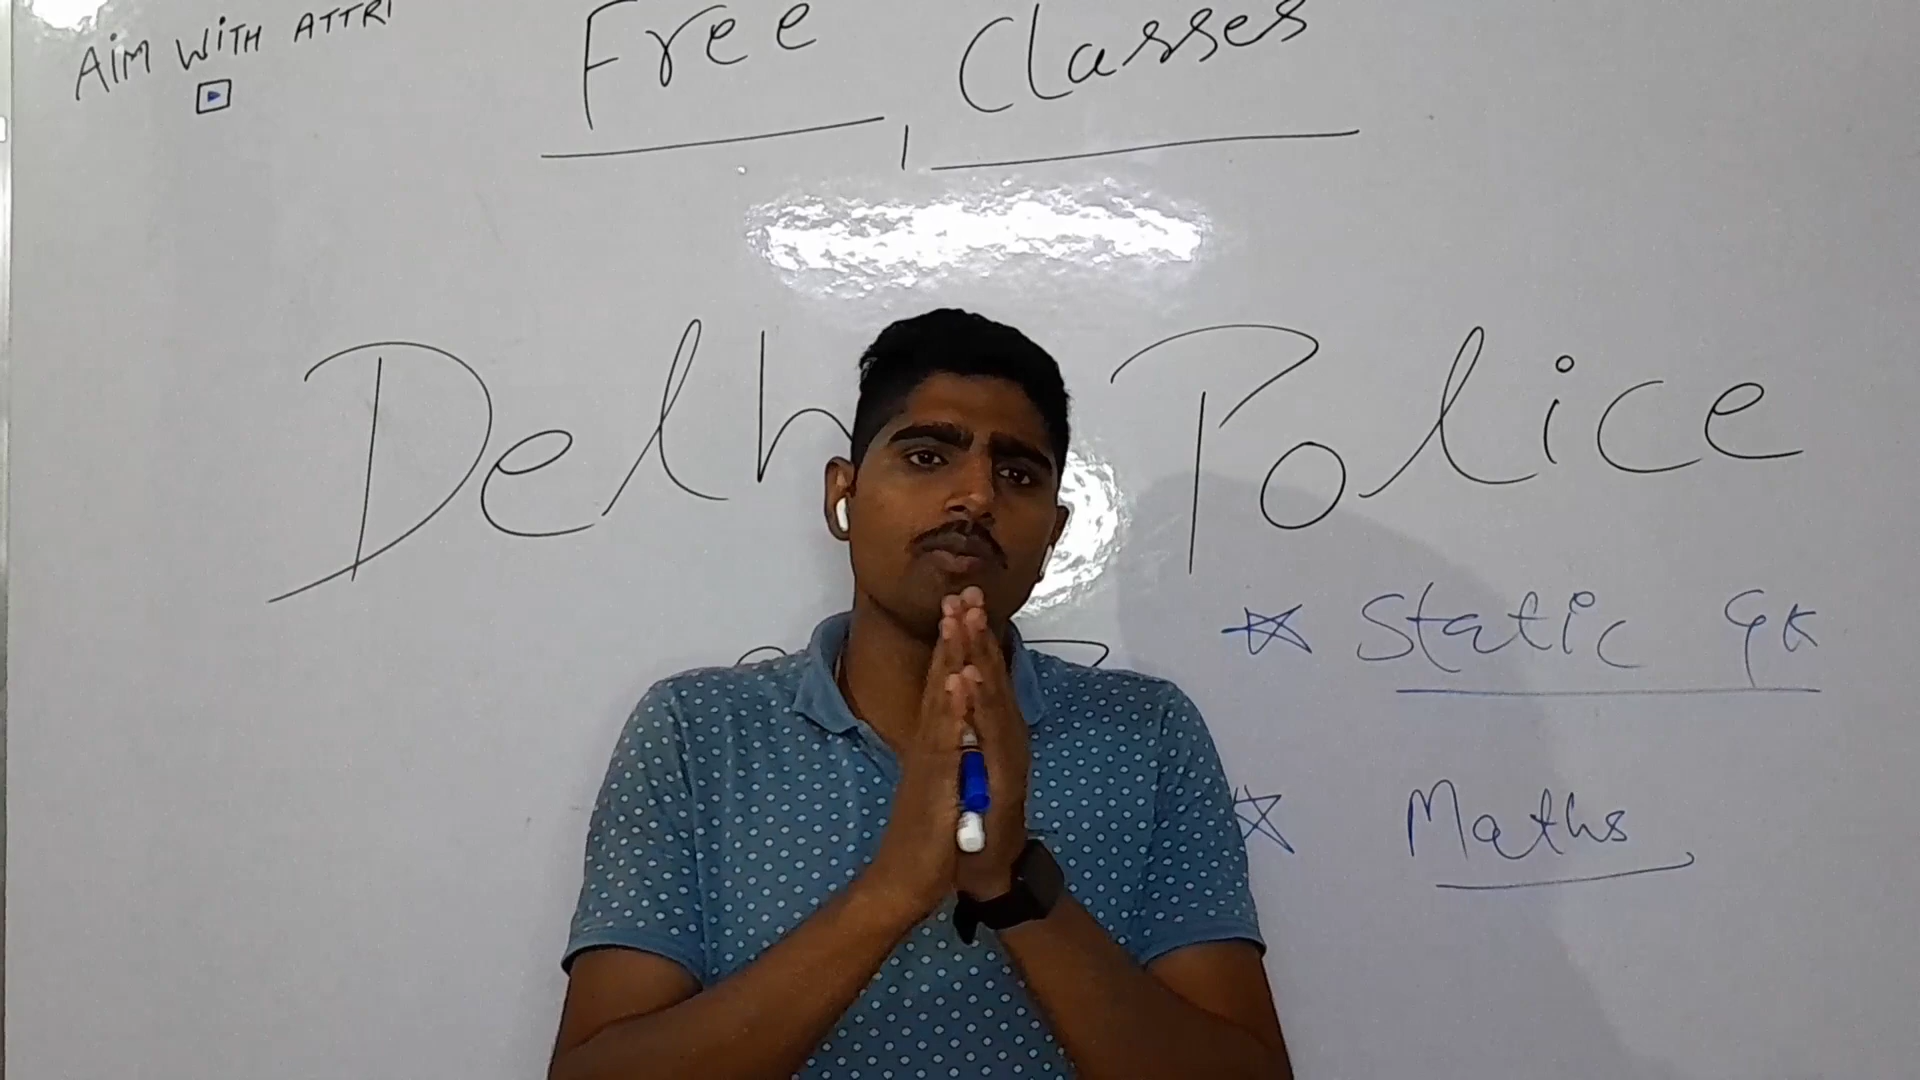 AiM WiTH ATTRI
Free Classes
Delh Police
Static GK
Maths